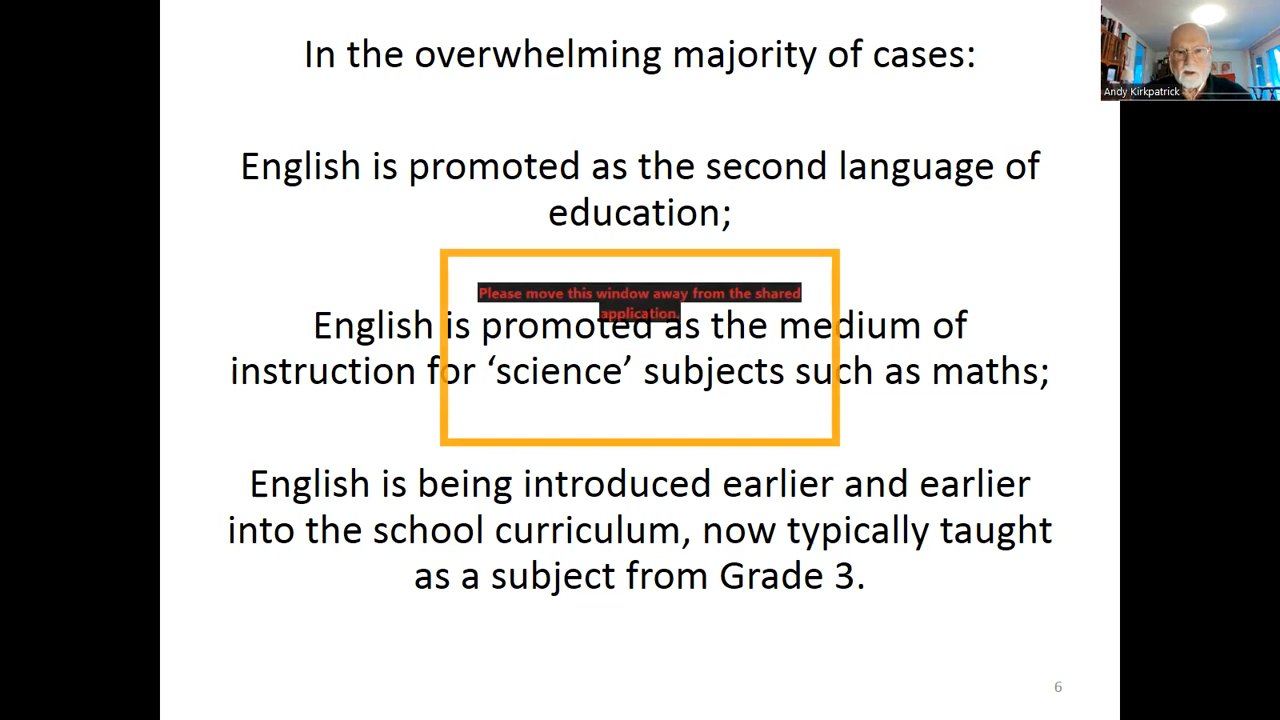 In the overwhelming majority of cases:
Andy Kirkpatrick
English is promoted as the second language of
education;
Please move this window away from the shared
application.
English is promoted as the medium of
instruction for ‘science’ subjects such as maths;
English is being introduced earlier and earlier
into the school curriculum, now typically taught
as a subject from Grade 3.
6